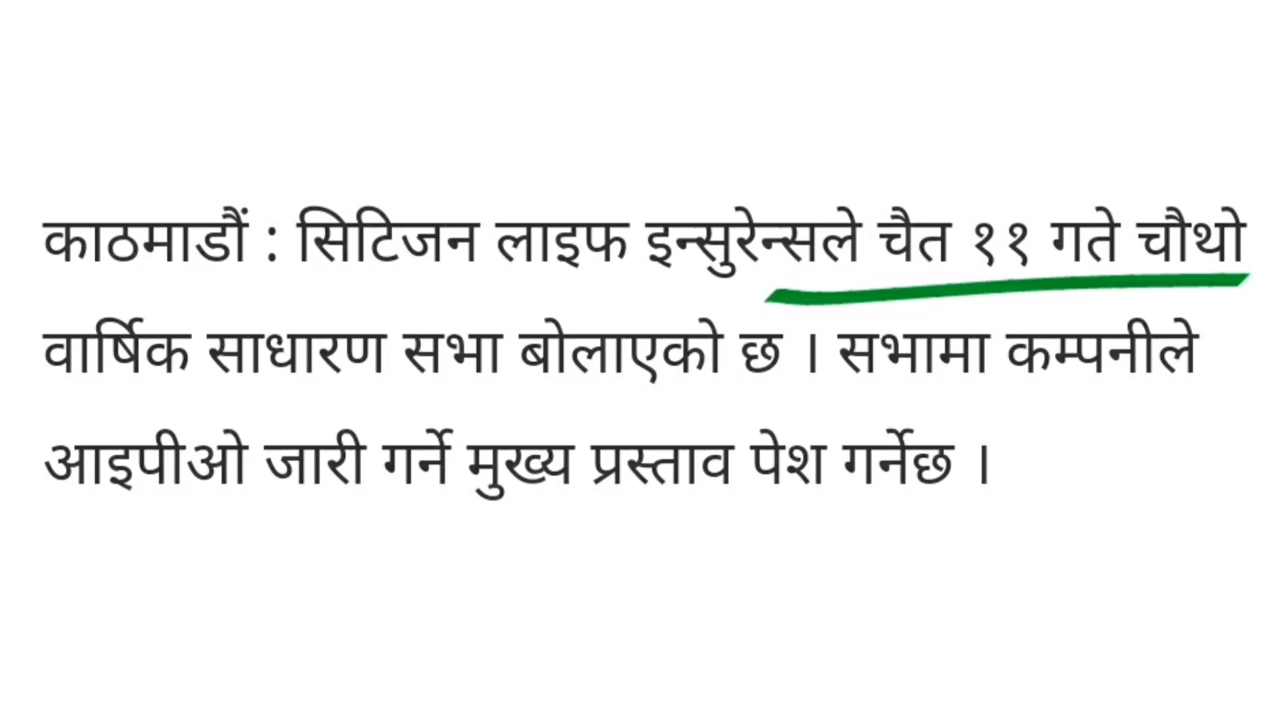 काठमाडौं : सिटिजन लाइफ इन्सुरेन्सले चैत ११ गते चौथो
वार्षिक साधारण सभा बोलाएको छ । सभामा कम्पनीले
आइपीओ जारी गर्ने मुख्य प्रस्ताव पेश गर्नेछ ।